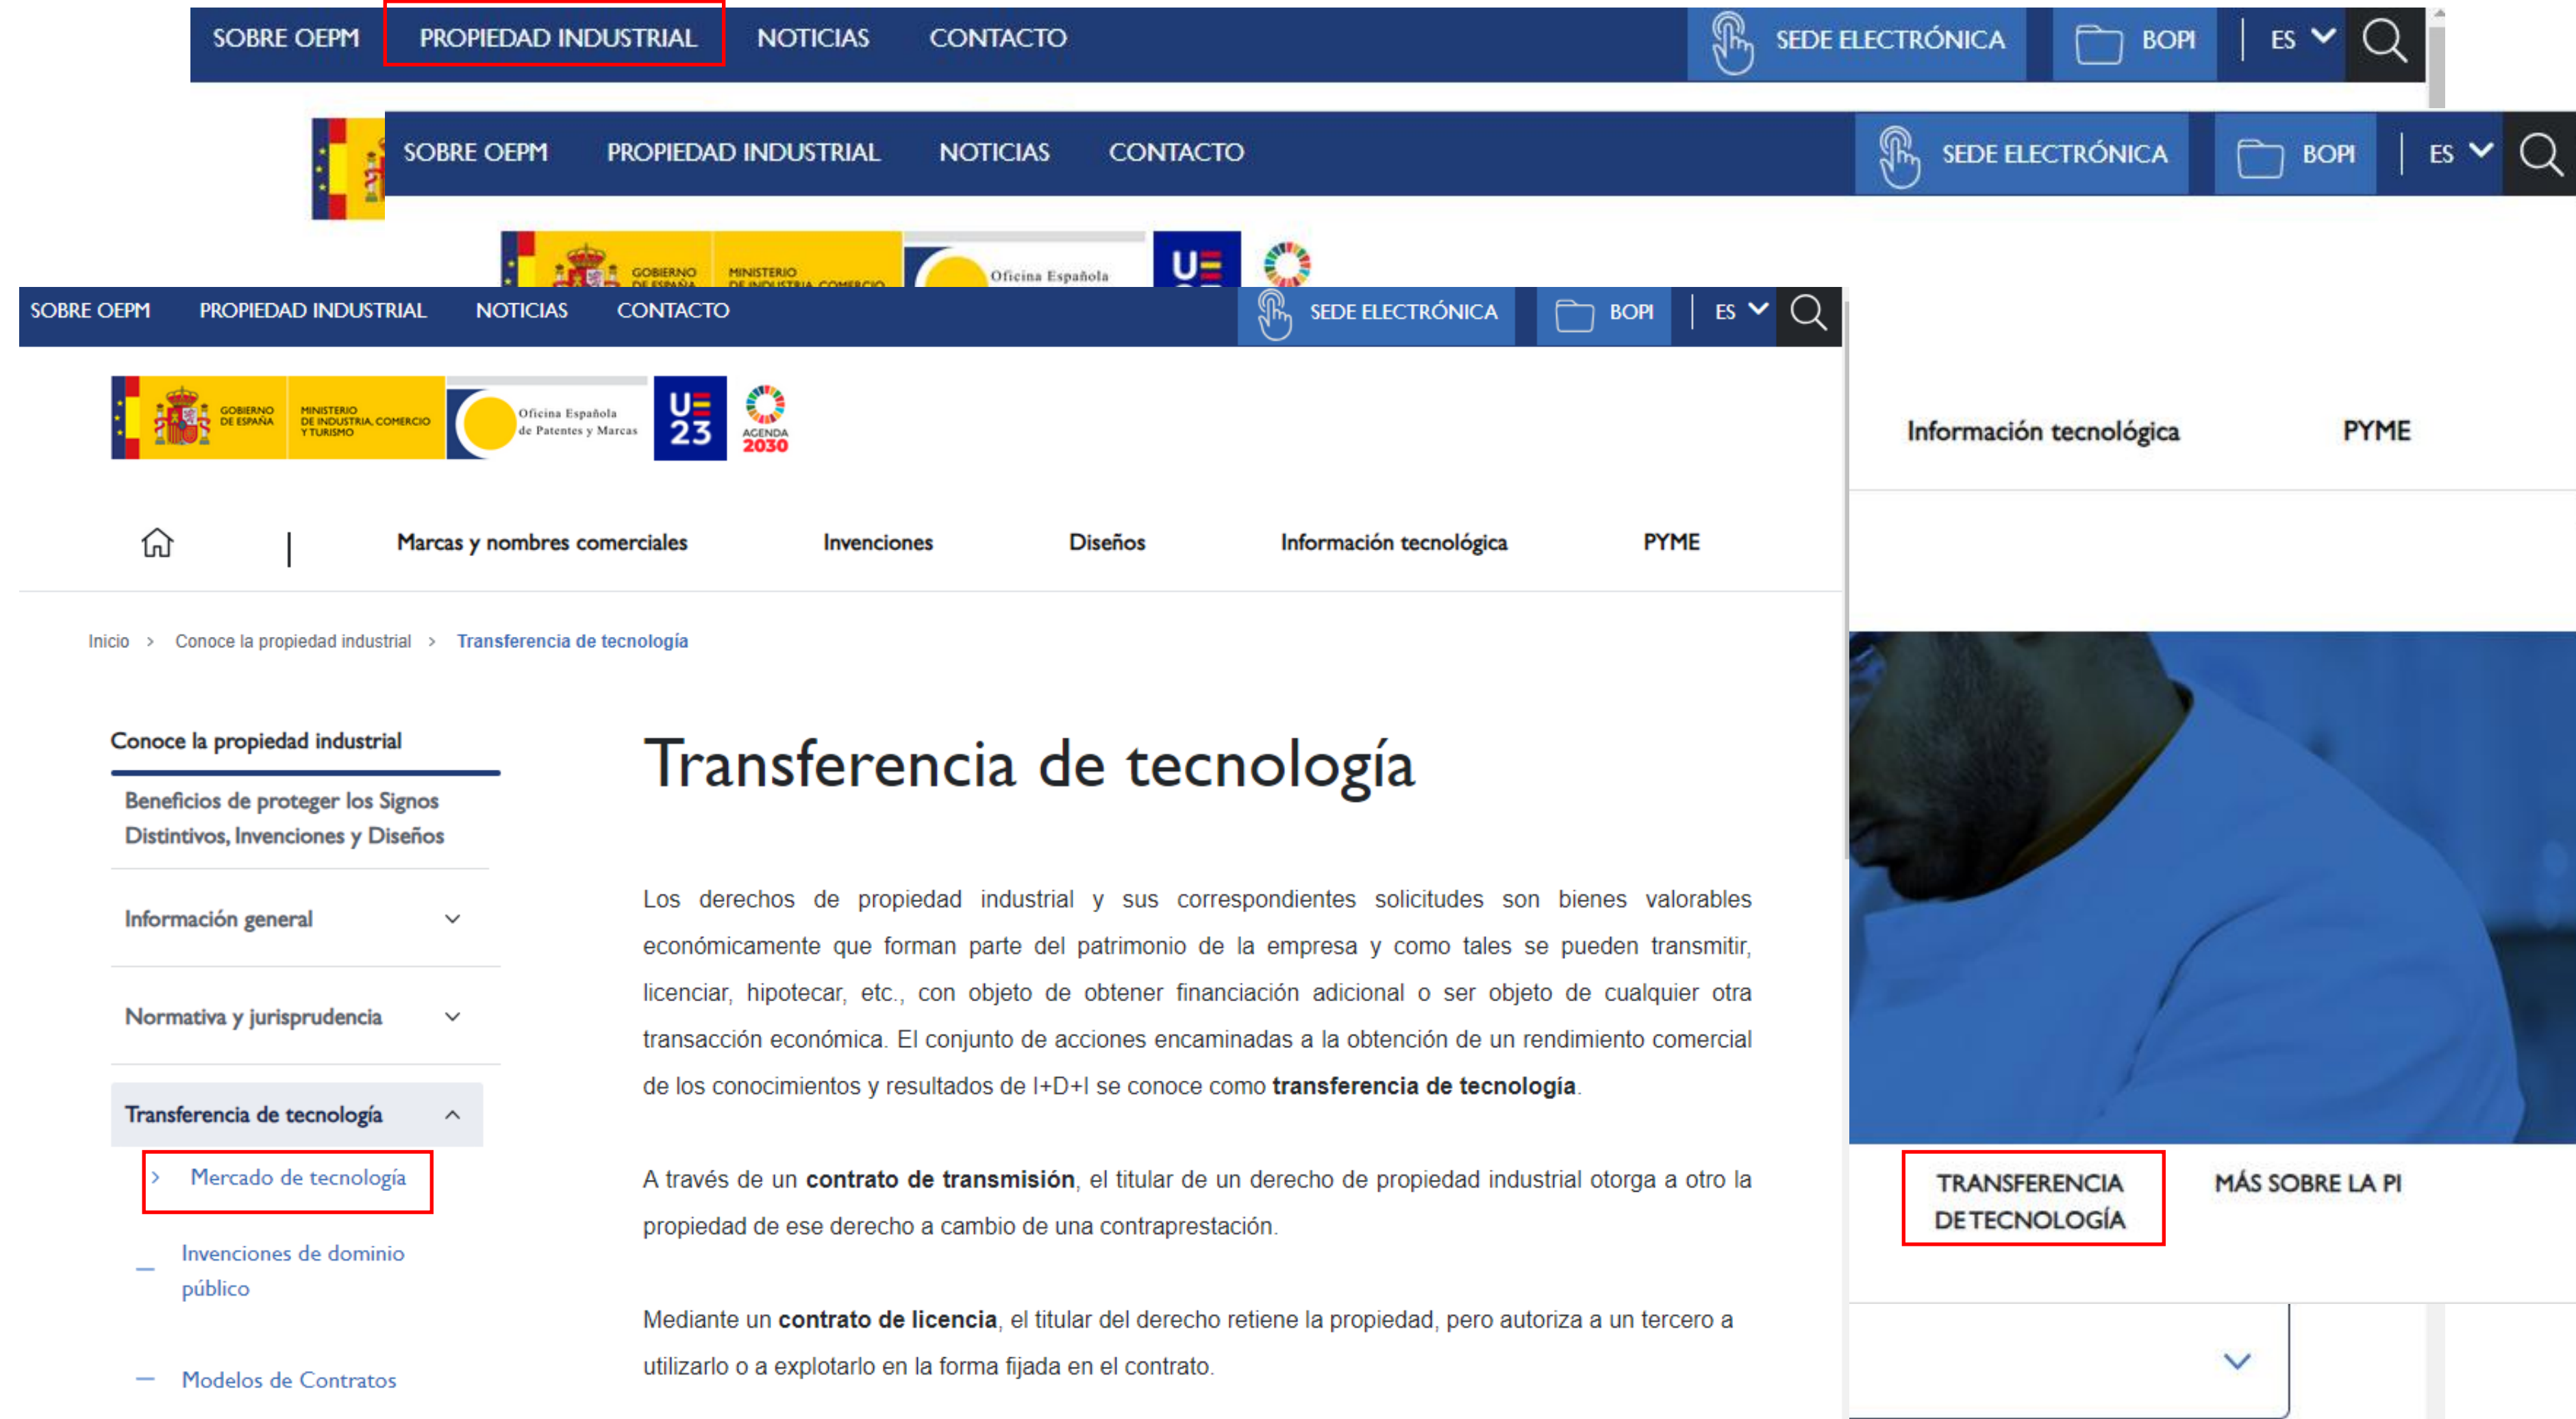 SOBRE OEPM PROPIEDAD INDUSTRIAL NOTICIAS CONTACTO SEDE ELECTRÓNICA BOPI ES
SOBRE OEPM PROPIEDAD INDUSTRIAL NOTICIAS CONTACTO SEDE ELECTRÓNICA BOPI ES
GOBIERNO
DE ESPAÑA
MINISTERIO
DE INDUSTRIA, COMERCIO
Oficina Española
UE
SOBRE OEPM PROPIEDAD INDUSTRIAL NOTICIAS CONTACTO SEDE ELECTRÓNICA BOPI ES
GOBIERNO
DE ESPAÑA
MINISTERIO
DE INDUSTRIA, COMERCIO
Y TURISMO
Oficina Española
de Patentes y Marcas
UE
23
AGENDA
2030
Información tecnológica PYME
Marcas y nombres comerciales Invenciones Diseños Información tecnológica PYME
Inicio > Conoce la propiedad industrial > Transferencia de tecnología
Conoce la propiedad industrial
Beneficios de proteger los Signos
Distintivos, Invenciones y Diseños
Información general
Normativa y jurisprudencia
Transferencia de tecnología
> Mercado de tecnología
Invenciones de dominio
público
Modelos de Contratos
Transferencia de tecnología
Los derechos de propiedad industrial y sus correspondientes solicitudes son bienes valorables
económicamente que forman parte del patrimonio de la empresa y como tales se pueden transmitir,
licenciar, hipotecar, etc., con objeto de obtener financiación adicional o ser objeto de cualquier otra
transacción económica. El conjunto de acciones encaminadas a la obtención de un rendimiento comercial
de los conocimientos y resultados de I+D+I se conoce como transferencia de tecnología.
A través de un contrato de transmisión, el titular de un derecho de propiedad industrial otorga a otro la
propiedad de ese derecho a cambio de una contraprestación.
Mediante un contrato de licencia, el titular del derecho retiene la propiedad, pero autoriza a un tercero a
utilizarlo o a explotarlo en la forma fijada en el contrato.
TRANSFERENCIA
DE TECNOLOGÍA
MÁS SOBRE LA PI